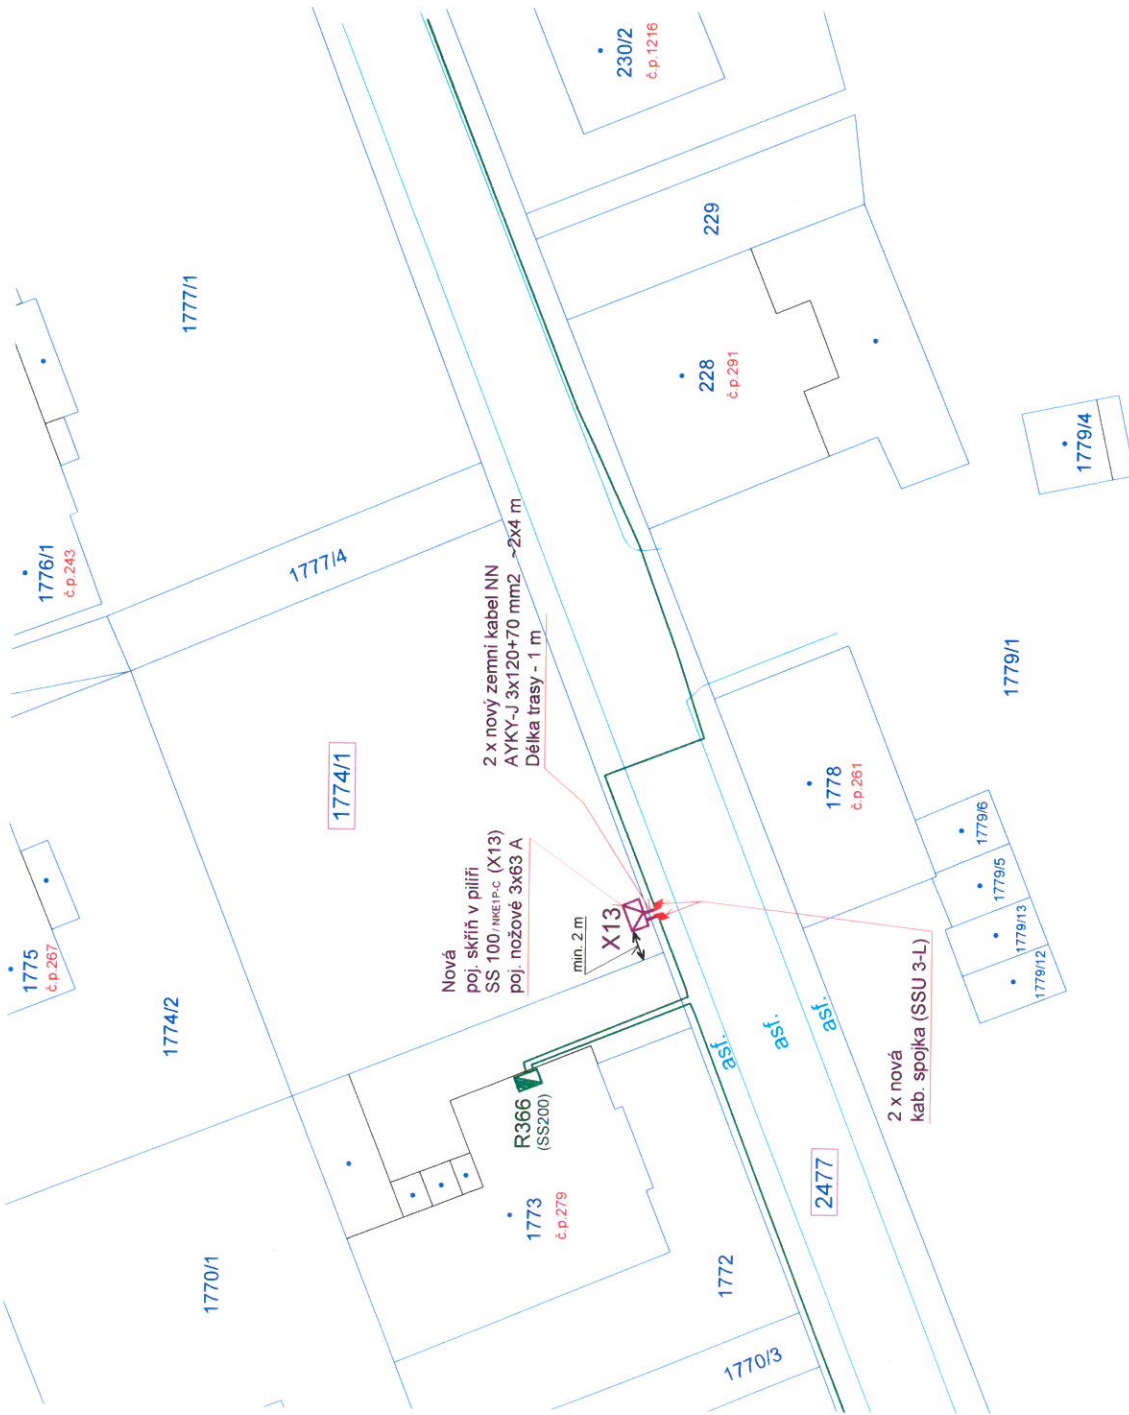 230/2
č.p.1216
229
1777/1
228
č.p.291
1779/4
1776/1
č.p.243
1777/4
2 x nový zemní kabel NN
AYKY-J 3x120+70 mm2 ~2x4 m
Délka trasy - 1 m
1779/1
1774/1
1778
č.p.261
1779/6
1779/5
1779/13
1779/12
Nová
poj. skříň v pilíři
SS 100 / NKE1P-C (X13)
poj. nožové 3x63 A
X13
min. 2 m
1775
č.p.267
1774/2
asf.
asf.
asf.
2 x nová
kab. spojka (SSU 3-L)
R366
(SS200)
2477
1773
č.p.279
1770/1
1772
1770/3